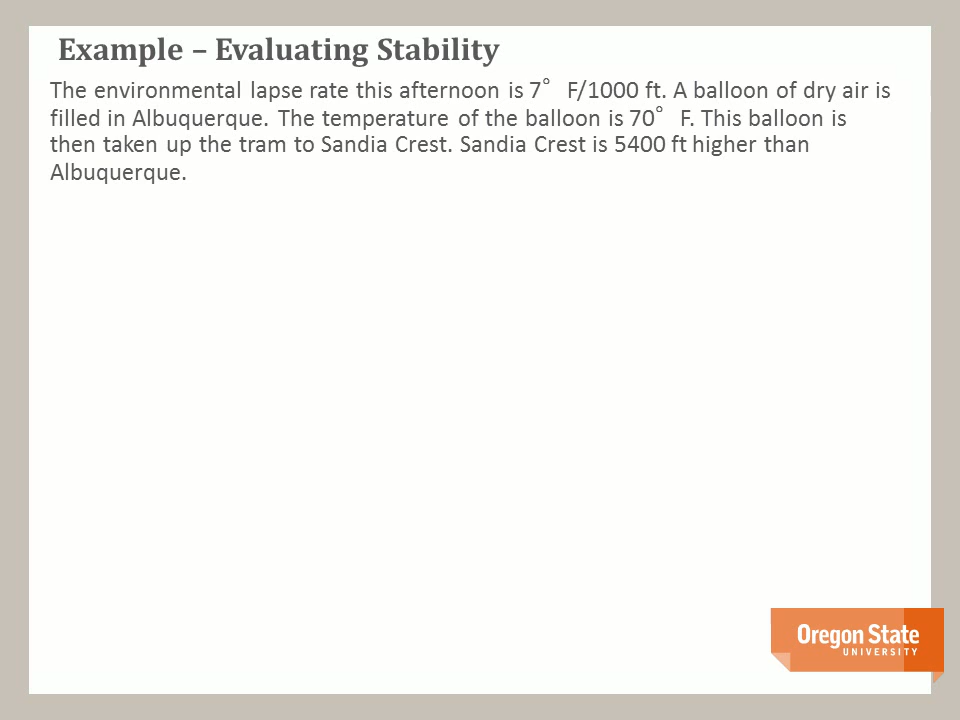 Example – Evaluating Stability
The environmental lapse rate this afternoon is 7° F/1000 ft. A balloon of dry air is
filled in Albuquerque. The temperature of the balloon is 70° F. This balloon is
then taken up the tram to Sandia Crest. Sandia Crest is 5400 ft higher than
Albuquerque.
Oregon State
UNIVERSITY